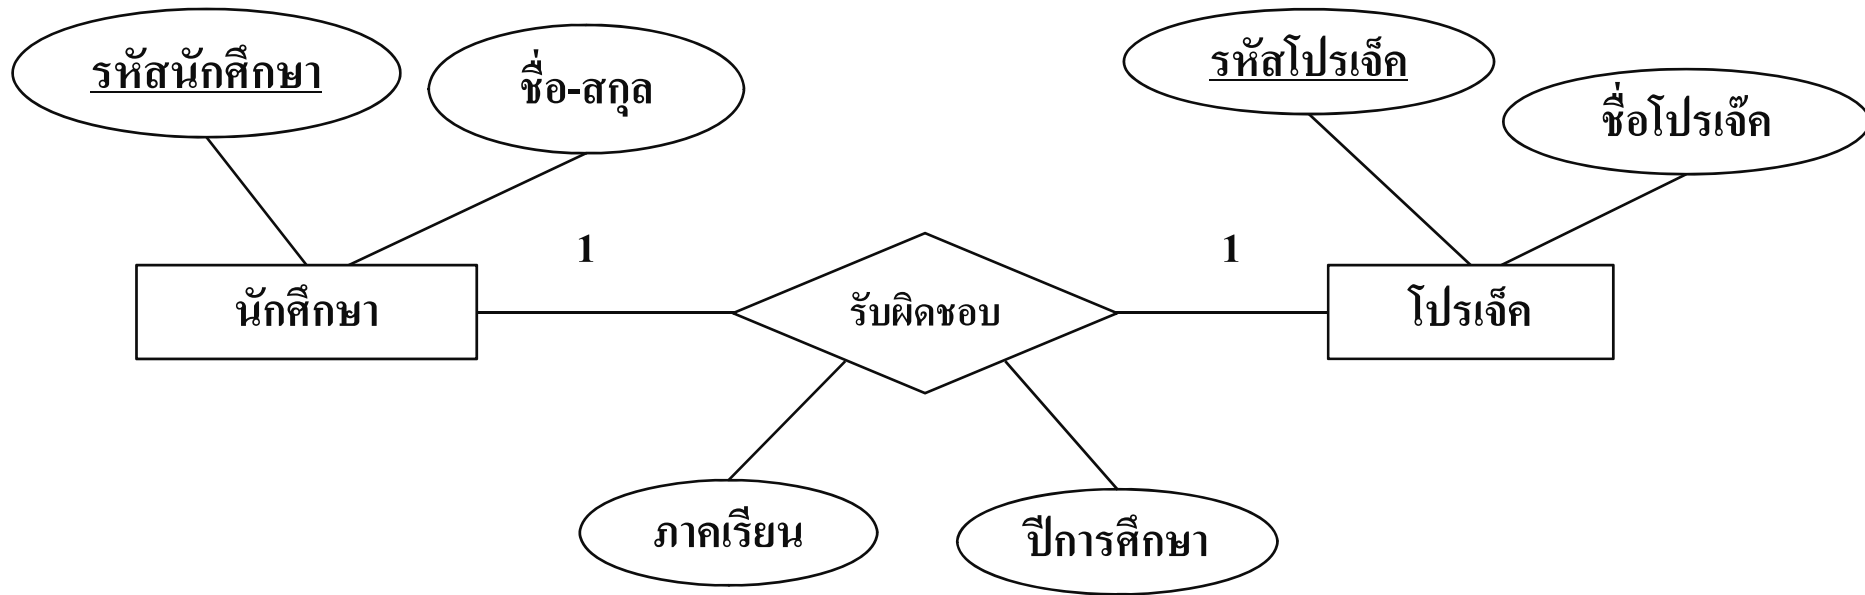 รหัสนักศึกษา
ชื่อ-สกุล
รหัสโปรเจ็ค
ชื่อโปรเจ๊ค
1
1
นักศึกษา
รับผิดชอบ
โปรเจ็ค
ภาคเรียน
ปีการศึกษา